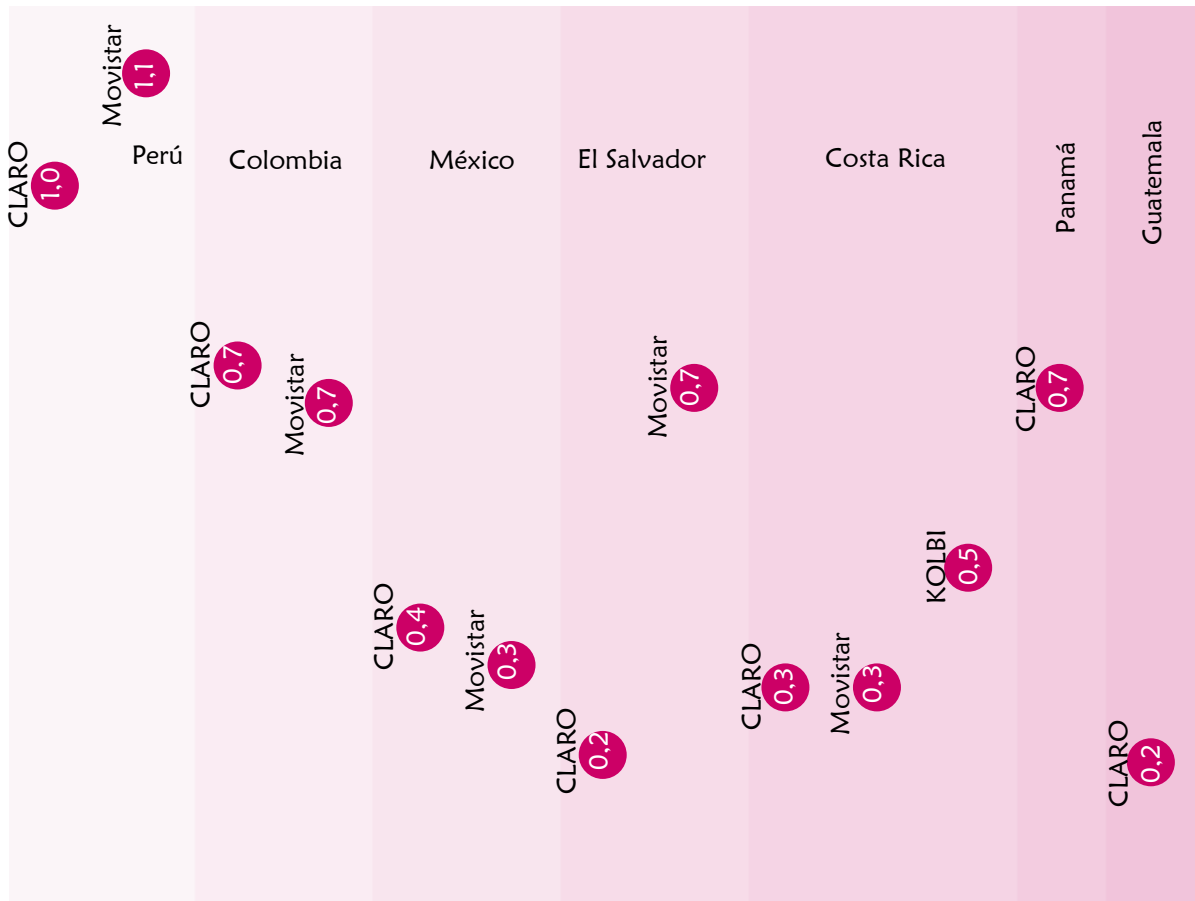 Perú
CLARO
1,0
Movistar
1,1
Colombia
CLARO
0,7
Movistar
0,7
México
CLARO
0,4
Movistar
0,3
El Salvador
CLARO
0,2
Movistar
0,7
Costa Rica
CLARO
0,3
Movistar
0,3
KOLBI
0,5
Panamá
CLARO
0,7
Guatemala
CLARO
0,2